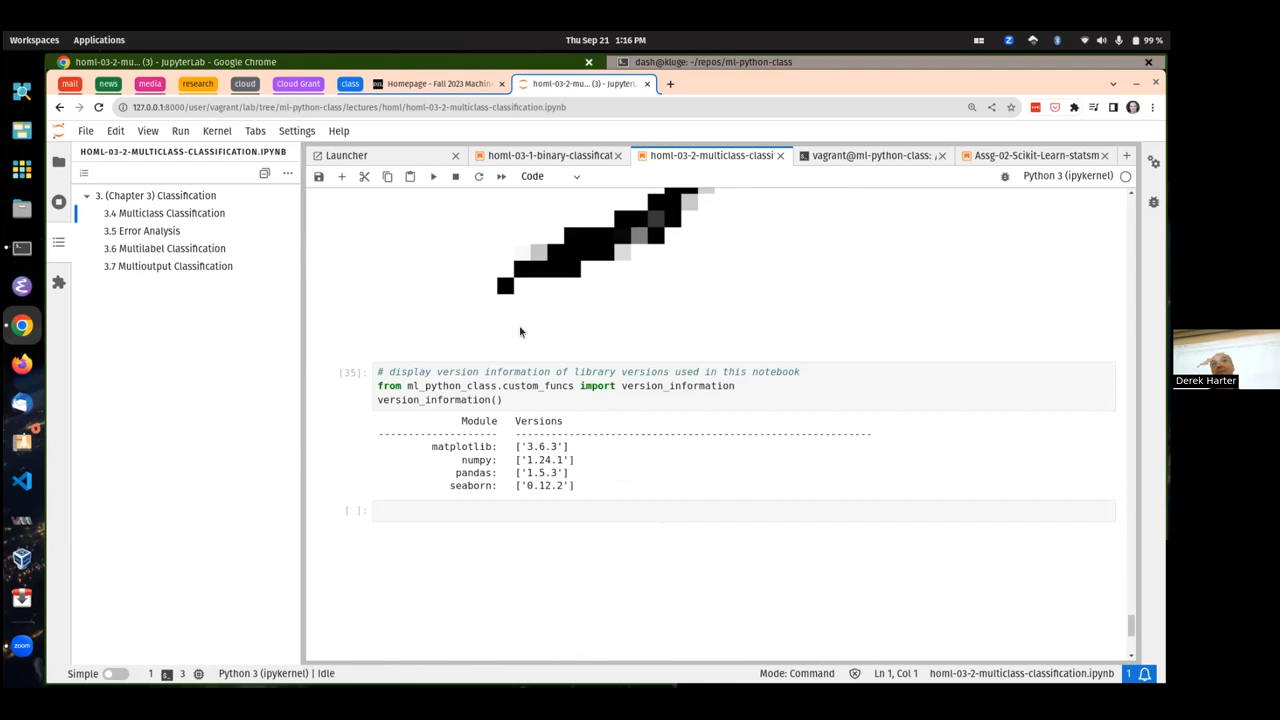 Workspaces Applications Thu Sep 21 1:16 PM 99 %
homl-03-2-mu... (3) - JupyterLab - Google Chrome dash@kluge: ~/repos/ml-python-class
mail news media research cloud Cloud Grant class Homepage - Fall 2023 Machin homl-03-2-mu... (3) - JupyterL
127.0.0.1:8000/user/vagrant/lab/tree/ml-python-class/lectures/homl/homl-03-2-multiclass-classification.ipynb
File Edit View Run Kernel Tabs Settings Help
HOML-03-2-MULTICLASS-CLASSIFICATION.IPYNB
Launcher homl-03-1-binary-classificat homl-03-2-multiclass-classi vagrant@ml-python-class: Assg-02-Scikit-Learn-statsm
Code Python 3 (ipykernel)
3. (Chapter 3) Classification
3.4 Multiclass Classification
3.5 Error Analysis
3.6 Multilabel Classification
3.7 Multioutput Classification
[35]: # display version information of library versions used in this notebook
from ml_python_class.custom_funcs import version_information
version_information()
Module Versions
------------------- ------------------------------------------------------------
matplotlib: ['3.6.3']
numpy: ['1.24.1']
pandas: ['1.5.3']
seaborn: ['0.12.2']
[ ]:
Derek Harter
zoom
Simple 1 3 Python 3 (ipykernel) | Idle Mode: Command Ln 1, Col 1 homl-03-2-multiclass-classification.ipynb 1